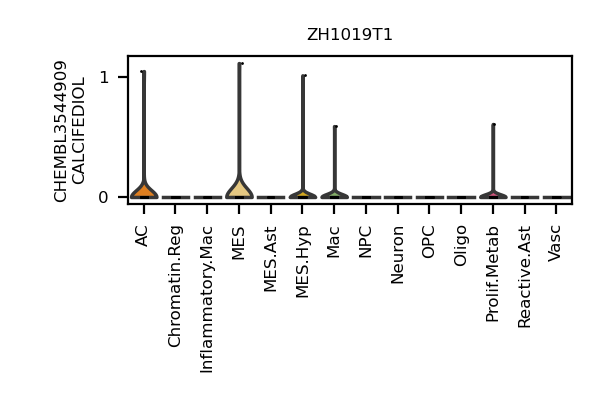 ZH1019T1
CHEMBL3544909
CALCIFEDIOL
1
0
AC
Chromatin.Reg
Inflammatory.Mac
MES
MES.Ast
MES.Hyp
Mac
NPC
Neuron
OPC
Oligo
Prolif.Metab
Reactive.Ast
Vasc